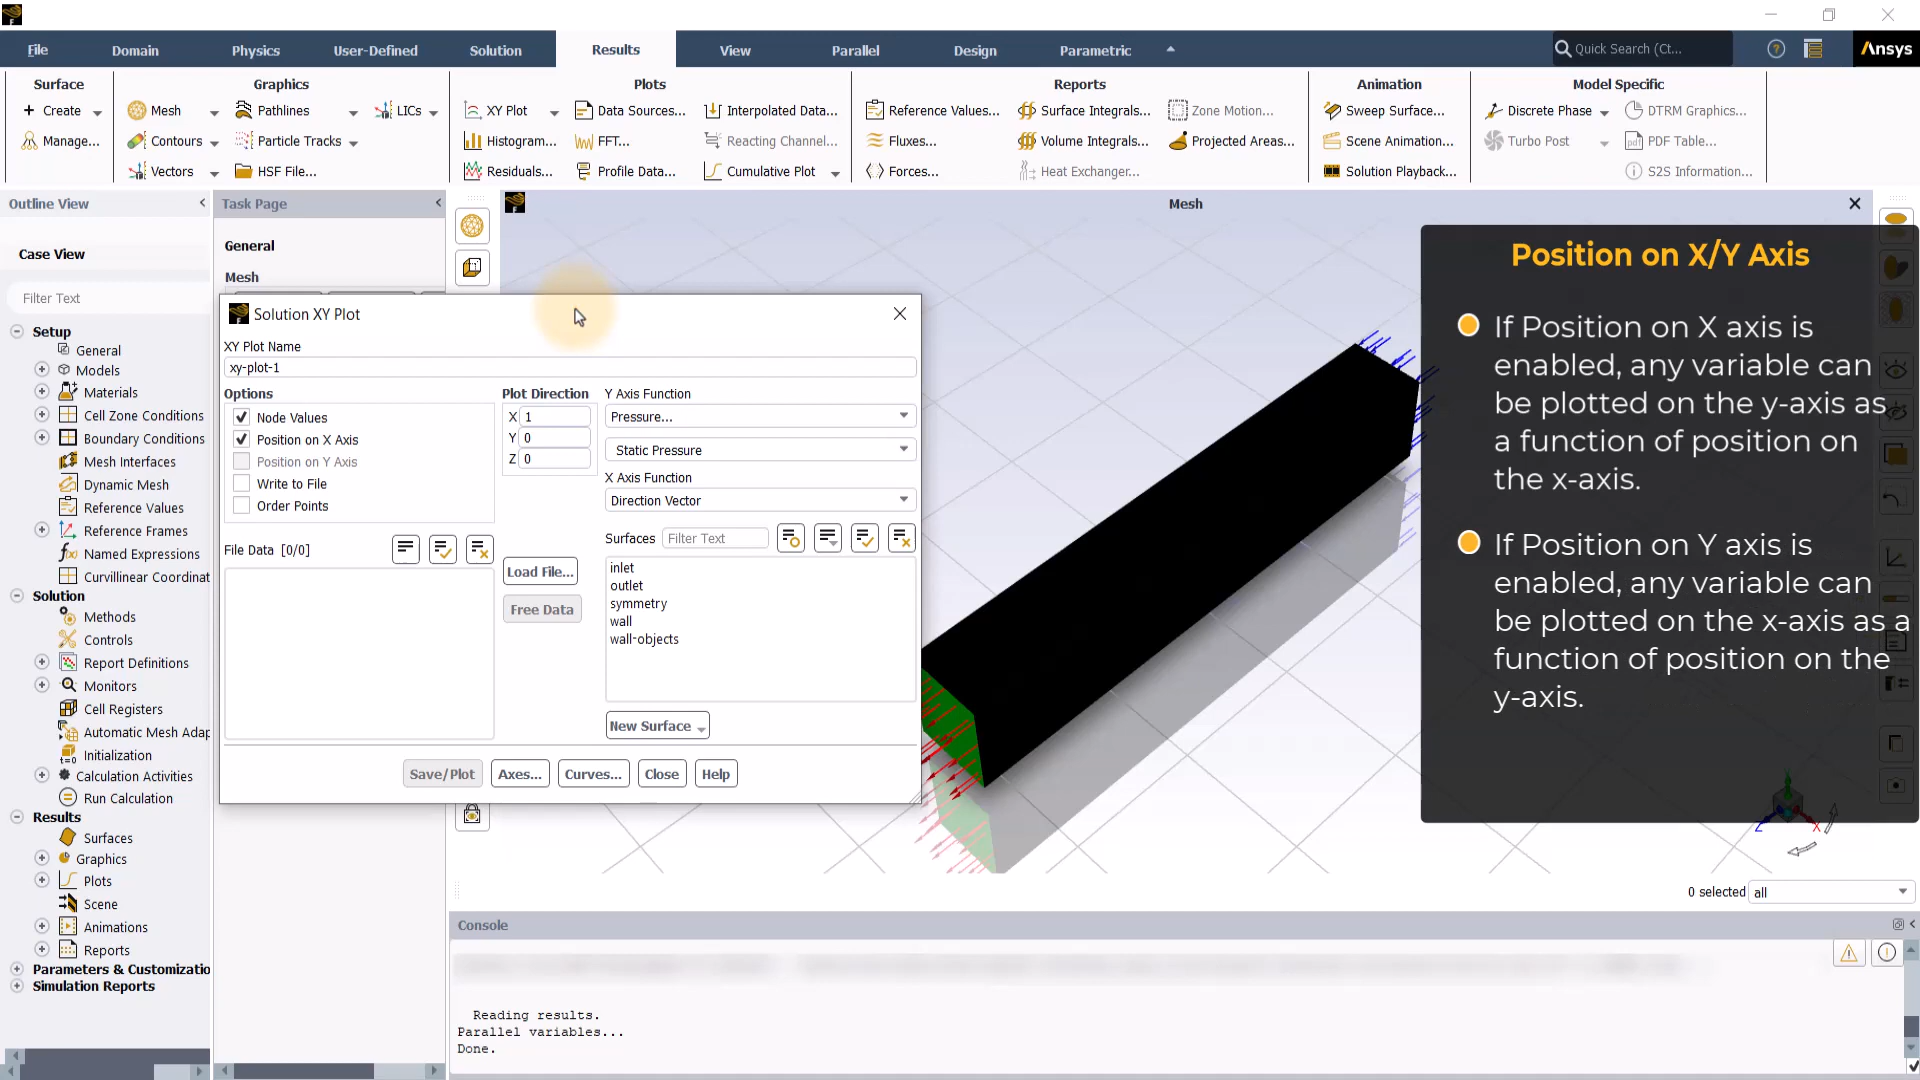 File
Domain
Physics
User-Defined
Solution
Results
View
Parallel
Design
Parametric
Quick Search (Ct...
Ansys
Surface
Graphics
Plots
Reports
Animation
Model Specific
Create
Mesh
Pathlines
LICs
XY Plot
Data Sources...
Interpolated Data...
Reference Values...
Surface Integrals...
Zone Motion...
Sweep Surface...
Discrete Phase
DTRM Graphics...
Manage...
Contours
Particle Tracks
Histogram...
FFT...
Reacting Channel...
Fluxes...
Volume Integrals...
Projected Areas...
Scene Animation...
Turbo Post
PDF Table...
Vectors
HSF File...
Residuals...
Profile Data...
Cumulative Plot
Forces...
Heat Exchanger...
Solution Playback...
S2S Information...
Outline View
Case View
Filter Text
Setup
General
Models
Materials
Cell Zone Conditions
Boundary Conditions
Mesh Interfaces
Dynamic Mesh
Reference Values
Reference Frames
Named Expressions
Curvillinear Coordinat
Solution
Methods
Controls
Report Definitions
Monitors
Cell Registers
Automatic Mesh Adap
Initialization
Calculation Activities
Run Calculation
Results
Surfaces
Graphics
Plots
Scene
Animations
Reports
Parameters & Customizatio
Simulation Reports
Task Page
General
Mesh
Mesh
Solution XY Plot
XY Plot Name
xy-plot-1
Options
Node Values
Position on X Axis
Position on Y Axis
Write to File
Order Points
Plot Direction
X 1
Y 0
Z 0
Y Axis Function
Pressure...
Static Pressure
X Axis Function
Direction Vector
File Data [0/0]
Load File...
Free Data
Surfaces
Filter Text
inlet
outlet
symmetry
wall
wall-objects
New Surface
Save/Plot
Axes...
Curves...
Close
Help
Position on X/Y Axis
If Position on X axis is
enabled, any variable can
be plotted on the y-axis as
a function of position on
the x-axis.
If Position on Y axis is
enabled, any variable can
be plotted on the x-axis as a
function of position on the
y-axis.
Z
X
0 selected
all
Console
Reading results.
Parallel variables...
Done.